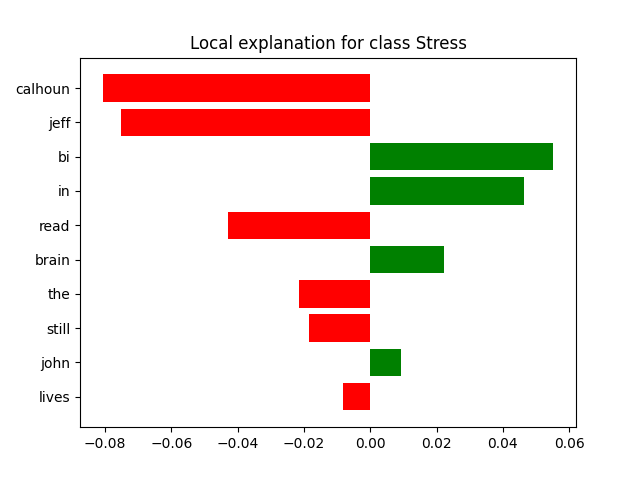 Local explanation for class Stress
calhoun
jeff
bi
in
read
brain
the
still
john
lives
−0.08 −0.06 −0.04 −0.02 0.00 0.02 0.04 0.06